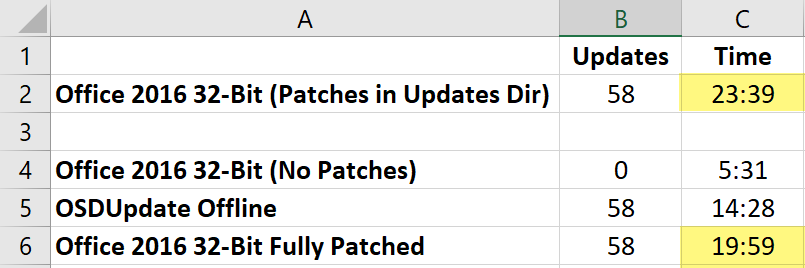 A B C
1 Updates Time
2 Office 2016 32-Bit (Patches in Updates Dir) 58 23:39
3
4 Office 2016 32-Bit (No Patches) 0 5:31
5 OSDUpdate Offline 58 14:28
6 Office 2016 32-Bit Fully Patched 58 19:59